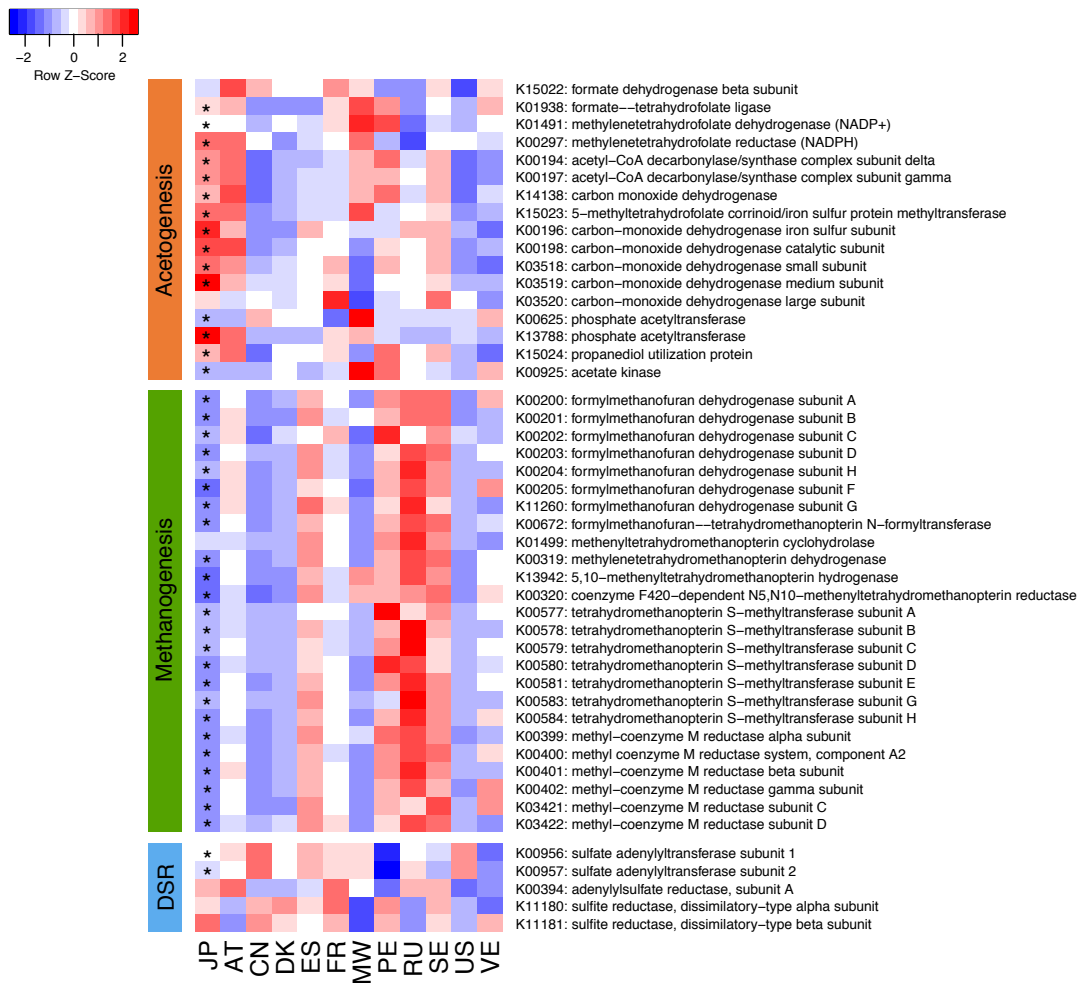 −2 0 2
Row Z−Score
Acetogenesis
* K15022: formate dehydrogenase beta subunit
* K01938: formate−−tetrahydrofolate ligase
* K01491: methylenetetrahydrofolate dehydrogenase (NADP+)
* K00297: methylenetetrahydrofolate reductase (NADPH)
* K00194: acetyl−CoA decarbonylase/synthase complex subunit delta
* K00197: acetyl−CoA decarbonylase/synthase complex subunit gamma
* K14138: carbon monoxide dehydrogenase
* K15023: 5−methyltetrahydrofolate corrinoid/iron sulfur protein methyltransferase
* K00196: carbon−monoxide dehydrogenase iron sulfur subunit
* K00198: carbon−monoxide dehydrogenase catalytic subunit
* K03518: carbon−monoxide dehydrogenase small subunit
* K03519: carbon−monoxide dehydrogenase medium subunit
K03520: carbon−monoxide dehydrogenase large subunit
* K00625: phosphate acetyltransferase
* K13788: phosphate acetyltransferase
* K15024: propanediol utilization protein
* K00925: acetate kinase
Methanogenesis
* K00200: formylmethanofuran dehydrogenase subunit A
* K00201: formylmethanofuran dehydrogenase subunit B
* K00202: formylmethanofuran dehydrogenase subunit C
* K00203: formylmethanofuran dehydrogenase subunit D
* K00204: formylmethanofuran dehydrogenase subunit H
* K00205: formylmethanofuran dehydrogenase subunit F
* K11260: formylmethanofuran dehydrogenase subunit G
* K00672: formylmethanofuran−−tetrahydromethanopterin N−formyltransferase
K01499: methenyltetrahydromethanopterin cyclohydrolase
* K00319: methylenetetrahydromethanopterin dehydrogenase
* K13942: 5,10−methenyltetrahydromethanopterin hydrogenase
* K00320: coenzyme F420−dependent N5,N10−methenyltetrahydromethanopterin reductase
* K00577: tetrahydromethanopterin S−methyltransferase subunit A
* K00578: tetrahydromethanopterin S−methyltransferase subunit B
* K00579: tetrahydromethanopterin S−methyltransferase subunit C
* K00580: tetrahydromethanopterin S−methyltransferase subunit D
* K00581: tetrahydromethanopterin S−methyltransferase subunit E
* K00583: tetrahydromethanopterin S−methyltransferase subunit G
* K00584: tetrahydromethanopterin S−methyltransferase subunit H
* K00399: methyl−coenzyme M reductase alpha subunit
* K00400: methyl coenzyme M reductase system, component A2
* K00401: methyl−coenzyme M reductase beta subunit
* K00402: methyl−coenzyme M reductase gamma subunit
* K03421: methyl−coenzyme M reductase subunit C
* K03422: methyl−coenzyme M reductase subunit D
DSR
* K00956: sulfate adenylyltransferase subunit 1
* K00957: sulfate adenylyltransferase subunit 2
K00394: adenylylsulfate reductase, subunit A
K11180: sulfite reductase, dissimilatory−type alpha subunit
K11181: sulfite reductase, dissimilatory−type beta subunit
JP AT CN DK ES FR MW PE RU SE US VE